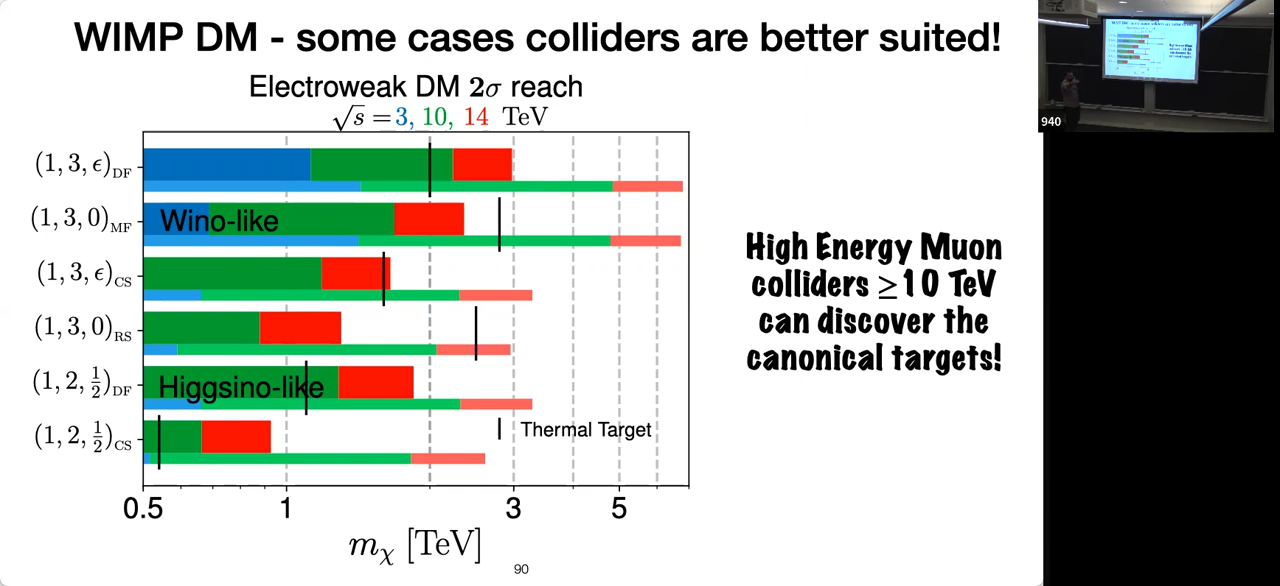 WIMP DM - some cases colliders are better suited!
Electroweak DM 2σ reach
√s = 3, 10, 14 TeV
(1, 3, ϵ)DF
(1, 3, 0)MF
Wino-like
(1, 3, ϵ)CS
(1, 3, 0)RS
(1, 2, 1/2)DF
Higgsino-like
(1, 2, 1/2)CS
Thermal Target
0.5 1 3 5
mχ [TeV]
High Energy Muon
colliders ≥10 TeV
can discover the
canonical targets!
90
940